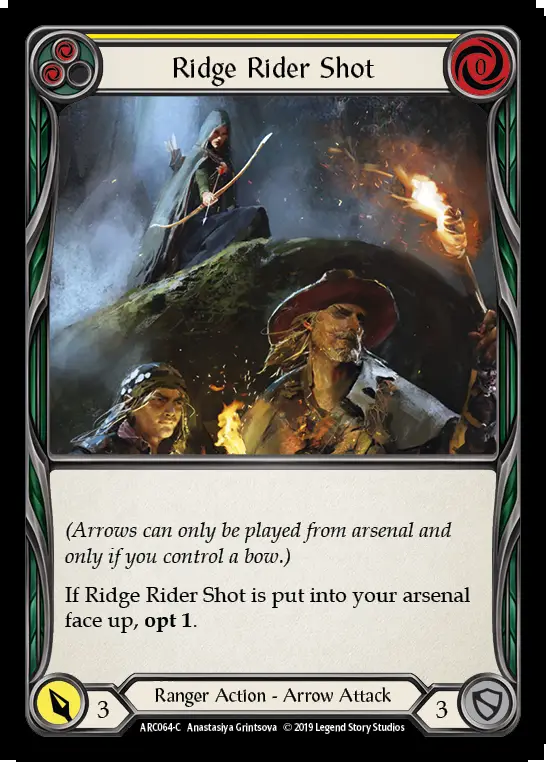 Ridge Rider Shot
0
(Arrows can only be played from arsenal and
only if you control a bow.)
If Ridge Rider Shot is put into your arsenal
face up, opt 1.
3
Ranger Action - Arrow Attack
3
ARC064-C Anastasiya Grintsova © 2019 Legend Story Studios